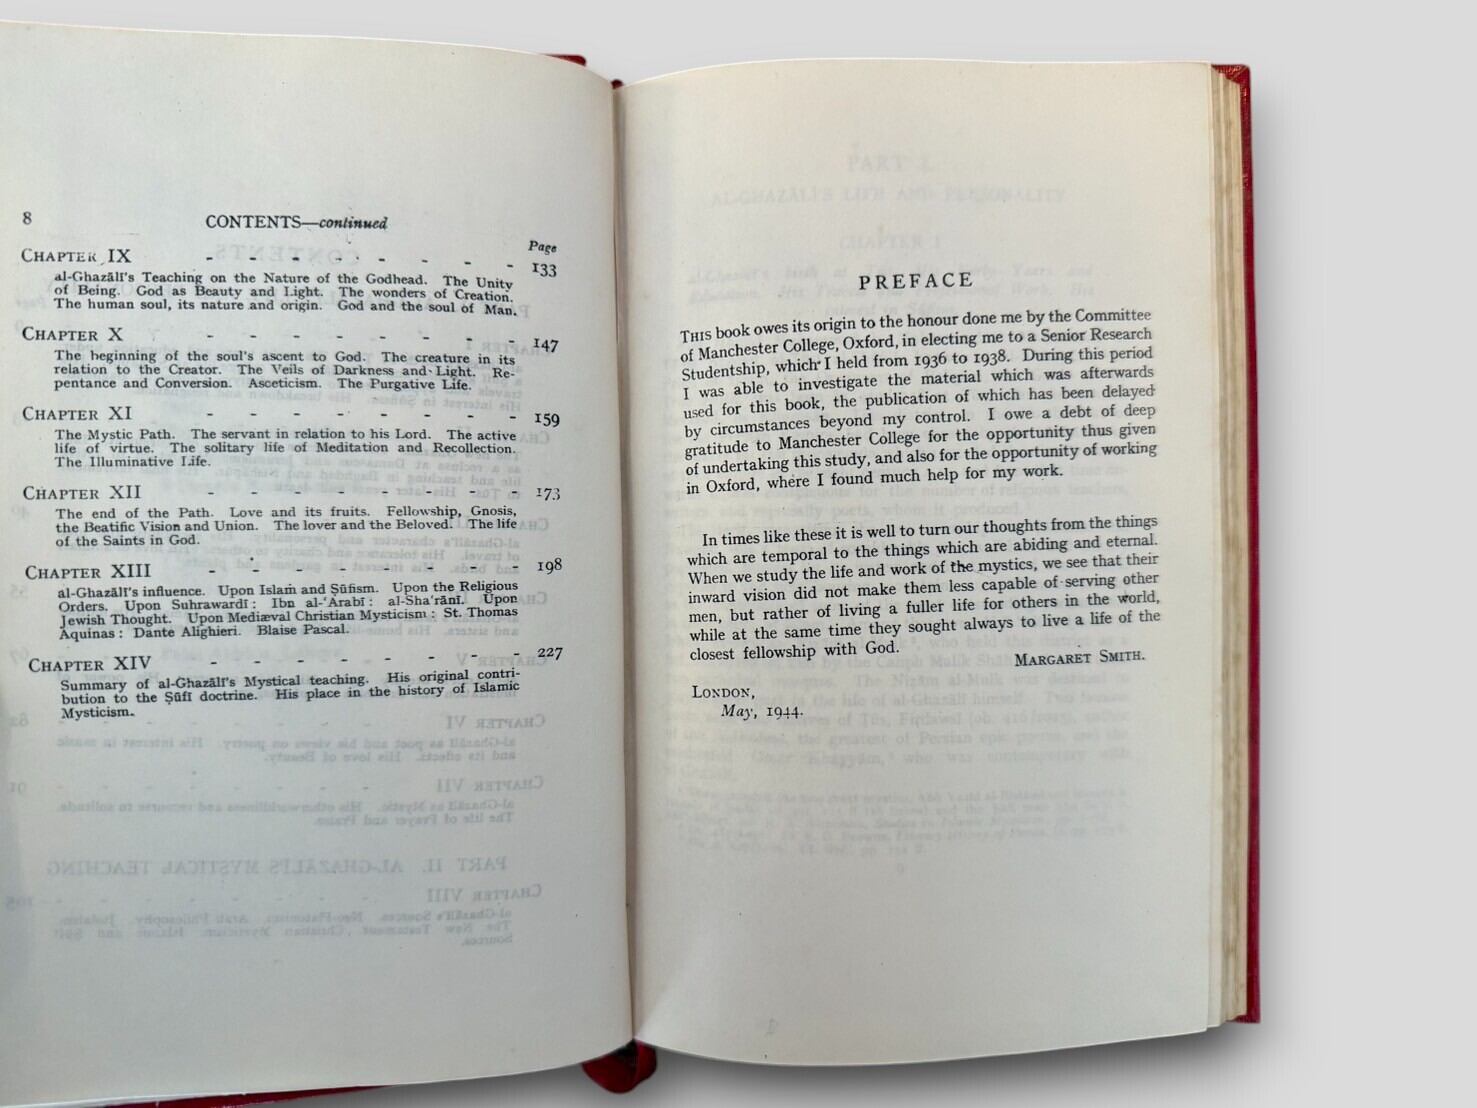 8
CONTENTS—continued
Page
CHAPTER IX - - - - - - - - 133
al-Ghazālī's Teaching on the Nature of the Godhead. The Unity
of Being. God as Beauty and Light. The wonders of Creation.
The human soul, its nature and origin. God and the soul of Man.
CHAPTER X - - - - - - - - 147
The beginning of the soul's ascent to God. The creature in its
relation to the Creator. The Veils of Darkness and Light. Re-
pentance and Conversion. Asceticism. The Purgative Life.
CHAPTER XI - - - - - - - - 159
The Mystic Path. The servant in relation to his Lord. The active
life of virtue. The solitary life of Meditation and Recollection.
The Illuminative Life.
CHAPTER XII - - - - - - - - 173
The end of the Path. Love and its fruits. Fellowship, Gnosis,
the Beatific Vision and Union. The lover and the Beloved. The life
of the Saints in God.
CHAPTER XIII - - - - - - - - 198
al-Ghazālī's influence. Upon Islam and Ṣūfism. Upon the Religious
Orders. Upon Suhrawardī: Ibn al-'Arabī: al-Sha'rānī. Upon
Jewish Thought. Upon Mediæval Christian Mysticism: St. Thomas
Aquinas: Dante Alighieri. Blaise Pascal.
CHAPTER XIV - - - - - - - - 227
Summary of al-Ghazālī's Mystical teaching. His original contri-
bution to the Ṣūfī doctrine. His place in the history of Islamic
Mysticism.
PREFACE
THIS book owes its origin to the honour done me by the Committee
of Manchester College, Oxford, in electing me to a Senior Research
Studentship, which I held from 1936 to 1938. During this period
I was able to investigate the material which was afterwards
used for this book, the publication of which has been delayed
by circumstances beyond my control. I owe a debt of deep
gratitude to Manchester College for the opportunity thus given
of undertaking this study, and also for the opportunity of working
in Oxford, where I found much help for my work.
In times like these it is well to turn our thoughts from the things
which are temporal to the things which are abiding and eternal.
When we study the life and work of the mystics, we see that their
inward vision did not make them less capable of serving other
men, but rather of living a fuller life for others in the world,
while at the same time they sought always to live a life of the
closest fellowship with God.
MARGARET SMITH.
LONDON,
May, 1944.